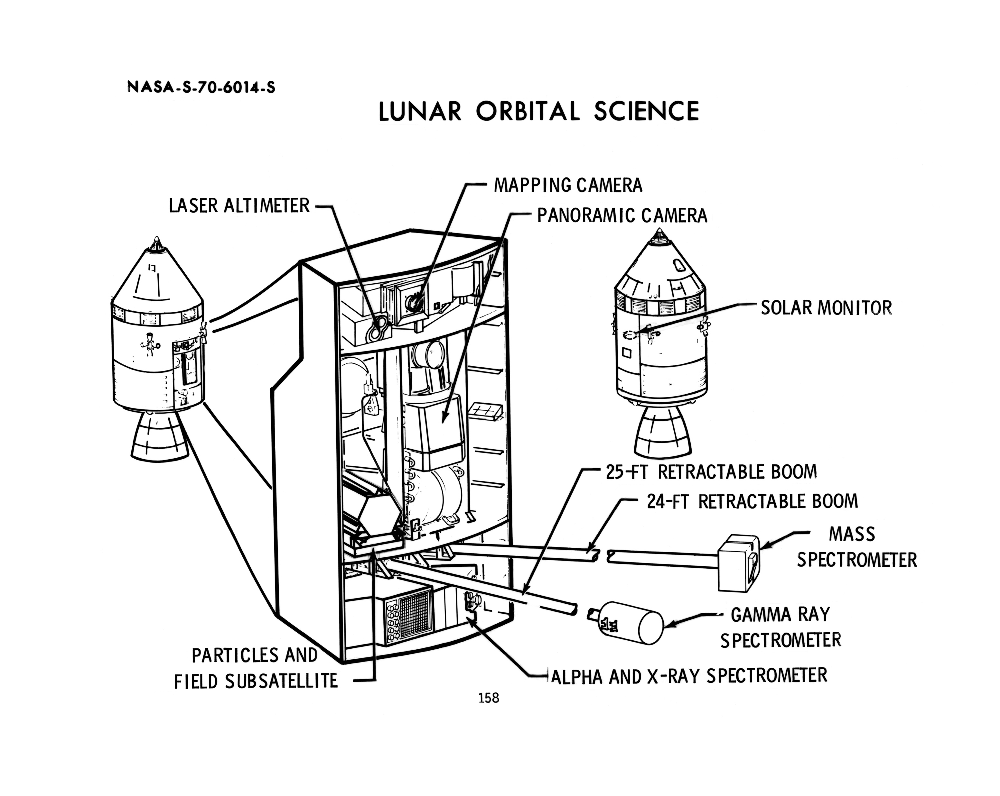 NASA-S-70-6014-S
LUNAR ORBITAL SCIENCE
MAPPING CAMERA
LASER ALTIMETER
PANORAMIC CAMERA
SOLAR MONITOR
25-FT RETRACTABLE BOOM
24-FT RETRACTABLE BOOM
MASS
SPECTROMETER
GAMMA RAY
SPECTROMETER
PARTICLES AND
FIELD SUBSATELLITE
ALPHA AND X-RAY SPECTROMETER
158